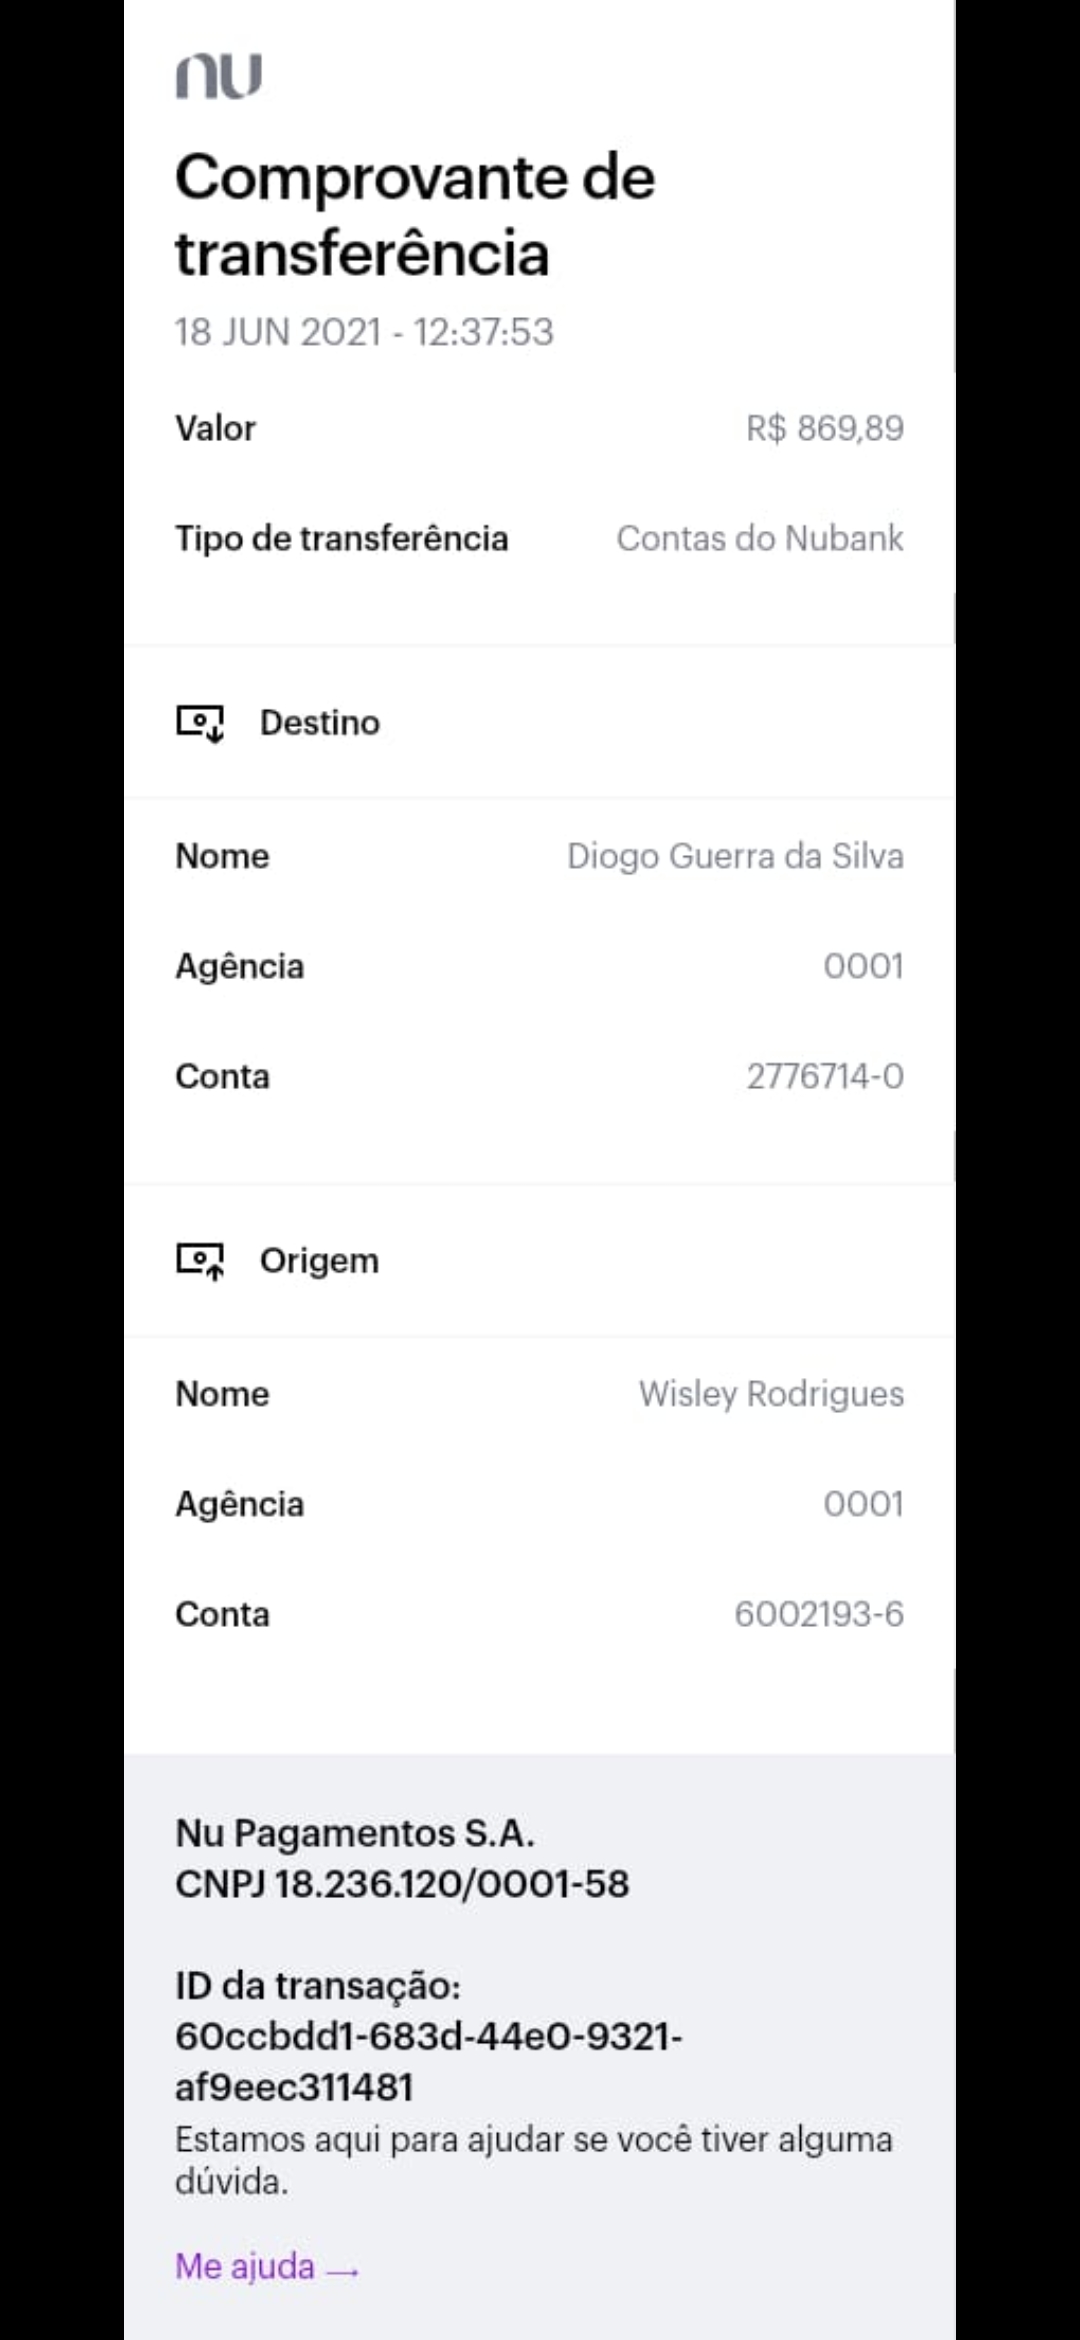 nu
Comprovante de
transferência
18 JUN 2021 - 12:37:53
Valor R$ 869,89
Tipo de transferência Contas do Nubank
Destino
Nome Diogo Guerra da Silva
Agência 0001
Conta 2776714-0
Origem
Nome Wisley Rodrigues
Agência 0001
Conta 6002193-6
Nu Pagamentos S.A.
CNPJ 18.236.120/0001-58
ID da transação:
60ccbdd1-683d-44e0-9321-
af9eec311481
Estamos aqui para ajudar se você tiver alguma
dúvida.
Me ajuda →